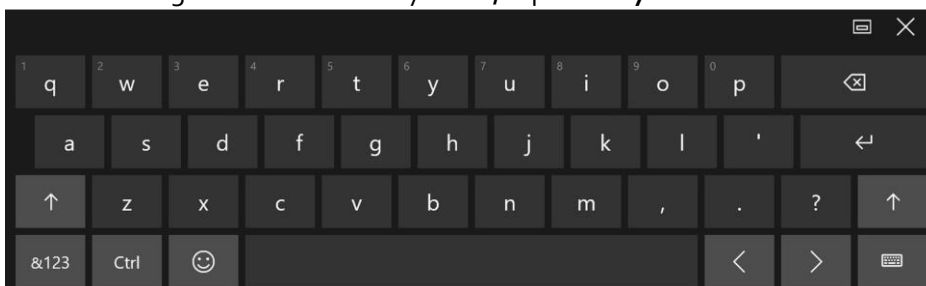 1 q 2 w 3 e 4 r 5 t 6 y 7 u 8 i 9 o 0 p
a s d f g h j k l '
z x c v b n m , . ?
&123 Ctrl < >